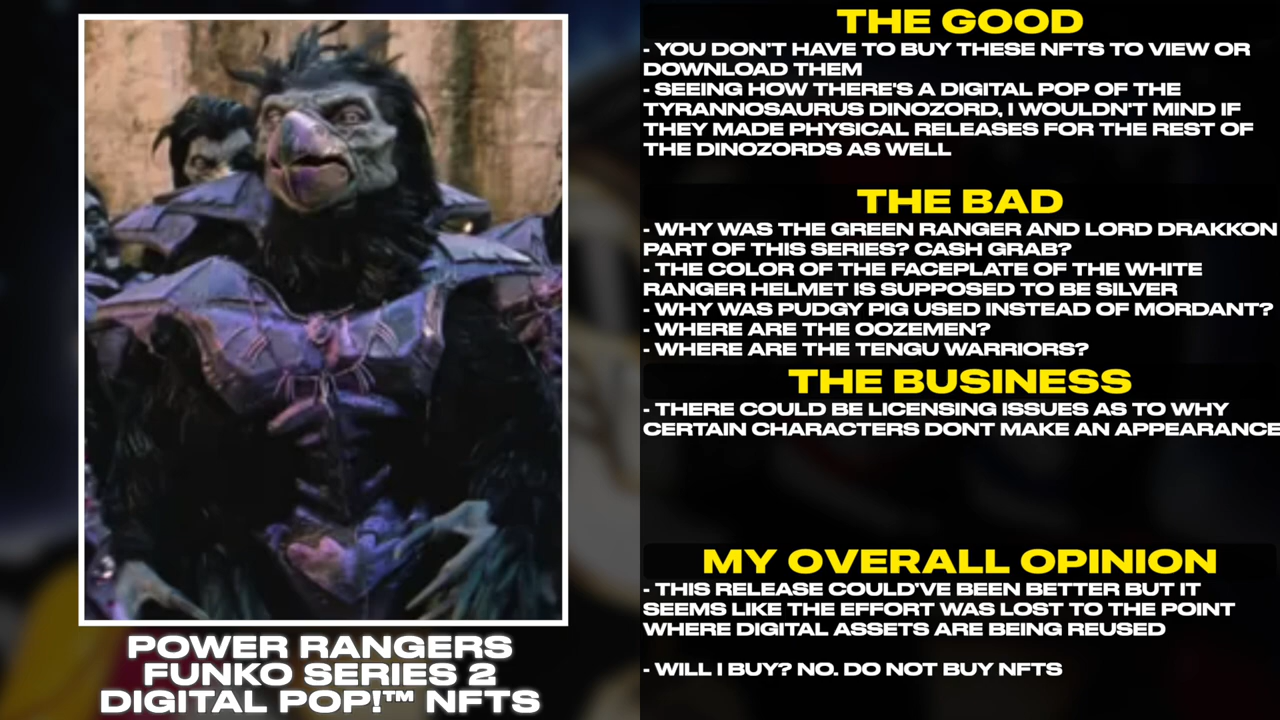 THE GOOD
- YOU DON'T HAVE TO BUY THESE NFTS TO VIEW OR
DOWNLOAD THEM
- SEEING HOW THERE'S A DIGITAL POP OF THE
TYRANNOSAURUS DINOZORD, I WOULDN'T MIND IF
THEY MADE PHYSICAL RELEASES FOR THE REST OF
THE DINOZORDS AS WELL
THE BAD
- WHY WAS THE GREEN RANGER AND LORD DRAKKON
PART OF THIS SERIES? CASH GRAB?
- THE COLOR OF THE FACEPLATE OF THE WHITE
RANGER HELMET IS SUPPOSED TO BE SILVER
- WHY WAS PUDGY PIG USED INSTEAD OF MORDANT?
- WHERE ARE THE OOZEMEN?
- WHERE ARE THE TENGU WARRIORS?
THE BUSINESS
- THERE COULD BE LICENSING ISSUES AS TO WHY
CERTAIN CHARACTERS DONT MAKE AN APPEARANCE
MY OVERALL OPINION
- THIS RELEASE COULD'VE BEEN BETTER BUT IT
SEEMS LIKE THE EFFORT WAS LOST TO THE POINT
WHERE DIGITAL ASSETS ARE BEING REUSED
- WILL I BUY? NO. DO NOT BUY NFTS
POWER RANGERS
FUNKO SERIES 2
DIGITAL POP!™ NFTS